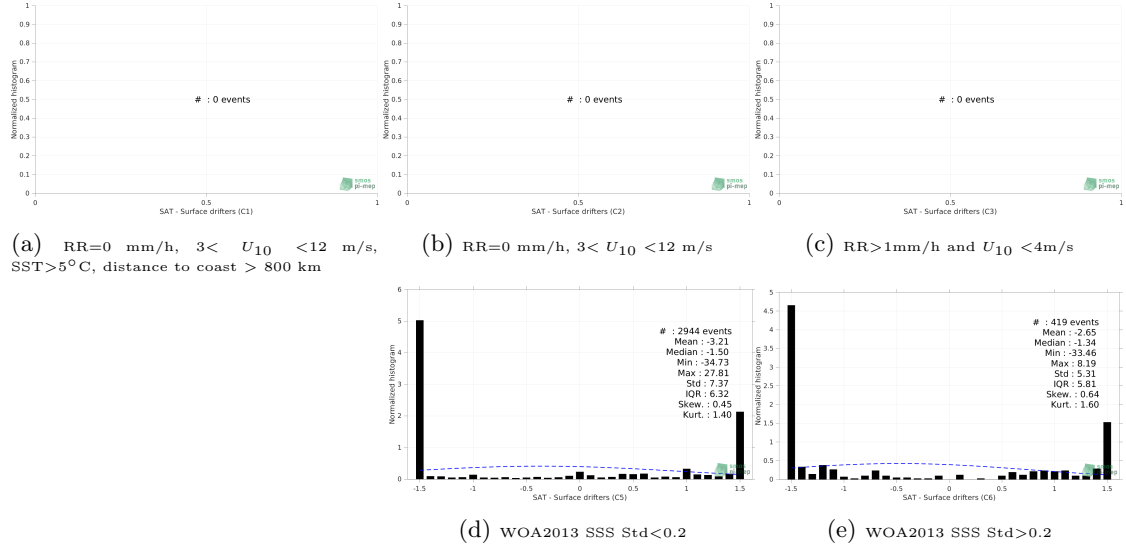 1
0.9
0.8
0.7
0.6
0.5
0.4
0.3
0.2
0.1
0
Normalized histogram
# : 0 events
smos
pi-mep
0 0.5 1
SAT - Surface drifters (C1)
1
0.9
0.8
0.7
0.6
0.5
0.4
0.3
0.2
0.1
0
Normalized histogram
# : 0 events
smos
pi-mep
0 0.5 1
SAT - Surface drifters (C2)
1
0.9
0.8
0.7
0.6
0.5
0.4
0.3
0.2
0.1
0
Normalized histogram
# : 0 events
smos
pi-mep
0 0.5 1
SAT - Surface drifters (C3)
(a) RR=0 mm/h, 3< U10 <12 m/s,
SST>5°C, distance to coast > 800 km
(b) RR=0 mm/h, 3< U10 <12 m/s
(c) RR>1mm/h and U10 <4m/s
6
5
4
3
2
1
0
Normalized histogram
# : 2944 events
Mean : -3.21
Median : -1.50
Min : -34.73
Max : 27.81
Std : 7.37
IQR : 6.32
Skew. : 0.45
Kurt. : 1.40
smos
pi-mep
-1.5 -1 -0.5 0 0.5 1 1.5
SAT - Surface drifters (C5)
5
4.5
4
3.5
3
2.5
2
1.5
1
0.5
0
Normalized histogram
# : 419 events
Mean : -2.65
Median : -1.34
Min : -33.46
Max : 8.19
Std : 5.31
IQR : 5.81
Skew. : 0.64
Kurt. : 1.60
-1.5 -1 -0.5 0 0.5 1 1.5
SAT - Surface drifters (C6)
(d) WOA2013 SSS Std<0.2
(e) WOA2013 SSS Std>0.2